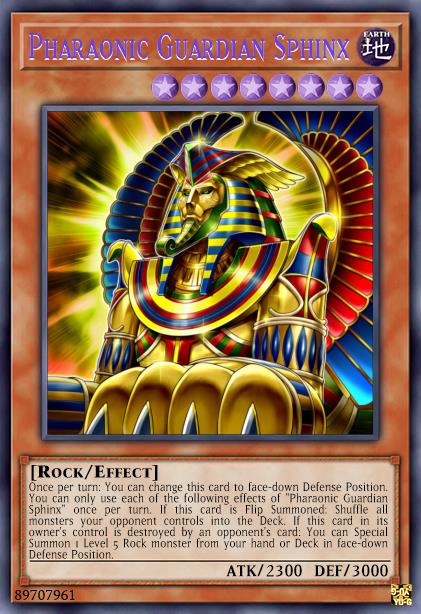 Pharaonic Guardian Sphinx
EARTH
地
[Rock/Effect]
Once per turn: You can change this card to face-down Defense Position.
You can only use each of the following effects of "Pharaonic Guardian
Sphinx" once per turn. If this card is Flip Summoned: Shuffle all
monsters your opponent controls into the Deck. If this card in its
owner's control is destroyed by an opponent's card: You can Special
Summon 1 Level 5 Rock monster from your hand or Deck in face-down
Defense Position.
ATK/2300 DEF/3000
89707961